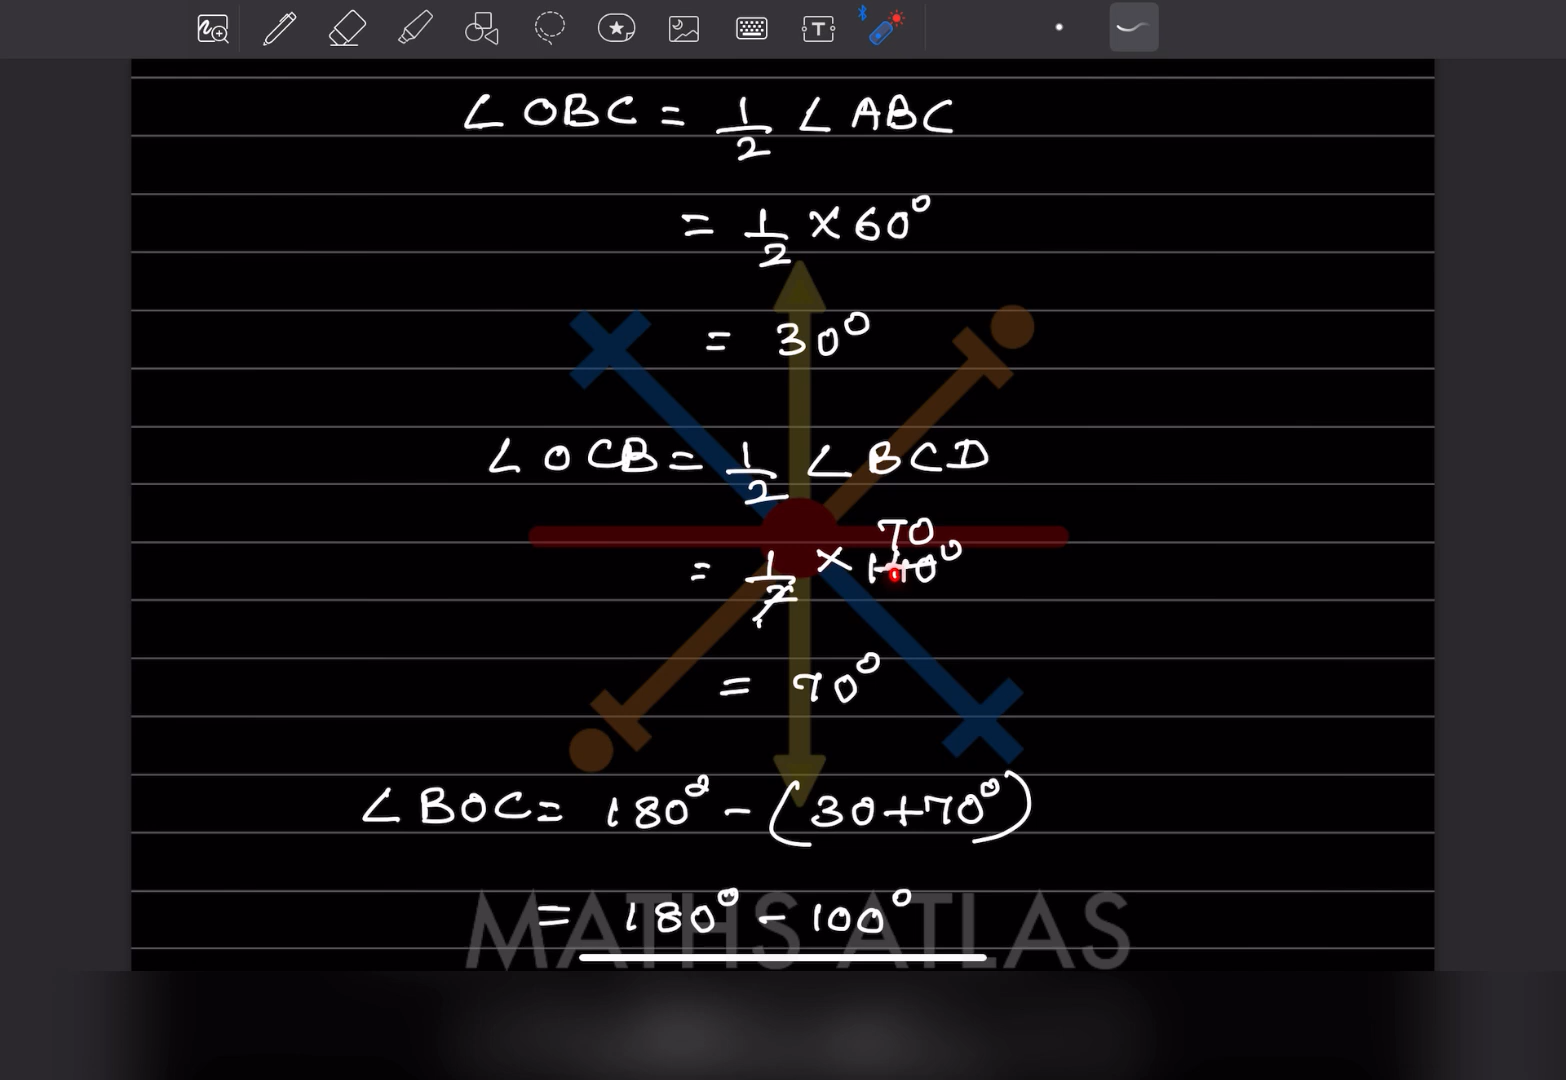 ∠OBC = 1/2 ∠ABC
= 1/2 × 60°
= 30°
∠OCB = 1/2 ∠BCD
70
= 1/2 × 140°
= 70°
∠BOC = 180° - (30+70°)
= 180° - 100°
MATHS ATLAS